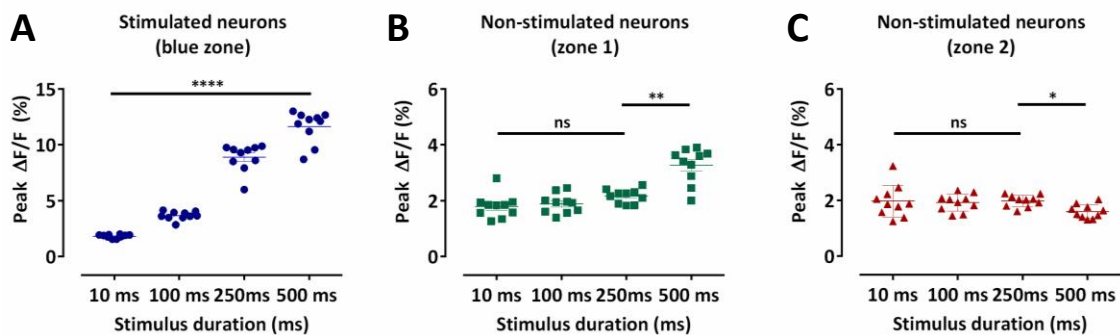 A
Stimulated neurons
(blue zone)
Peak ΔF/F (%)
15
10
5
0
****
10 ms 100 ms 250ms 500 ms
Stimulus duration (ms)
B
Non-stimulated neurons
(zone 1)
Peak ΔF/F (%)
6
4
2
0
ns
**
10 ms 100 ms 250ms 500 ms
Stimulus duration (ms)
C
Non-stimulated neurons
(zone 2)
Peak ΔF/F (%)
6
4
2
0
ns
*
10 ms 100 ms 250ms 500 ms
Stimulus duration (ms)